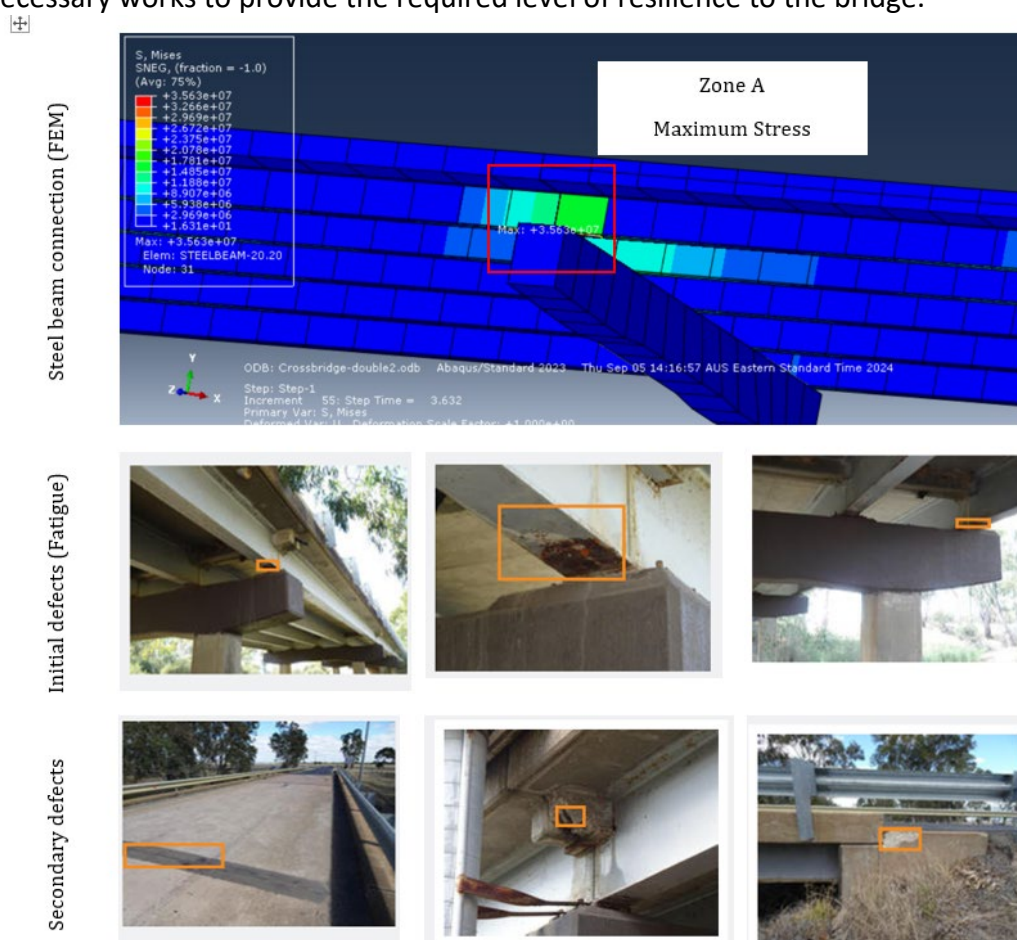 ecessary works to provide the required level of resilience to the bridge.
Steel beam connection (FEM)
S, Mises
SNEG, (fraction = -1.0)
(Avg: 75%)
+3.563e+07
+3.266e+07
+2.969e+07
+2.672e+07
+2.375e+07
+2.078e+07
+1.781e+07
+1.485e+07
+1.188e+07
+8.907e+06
+5.938e+06
+2.969e+06
+1.631e+01
Max: +3.563e+07
Elem: STEELBEAM-20.20
Node: 31
Zone A
Maximum Stress
Max: +3.563e+07
Y
Z
X
ODB: Crossbridge-double2.odb Abaqus/Standard 2023 Thu Sep 05 14:16:57 AUS Eastern Standard Time 2024
Step: Step-1
Increment 55: Step Time = 3.632
Primary Var: S, Mises
Deformed Var: U Deformation Scale Factor: +1.000e+00
Initial defects (Fatigue)
Secondary defects